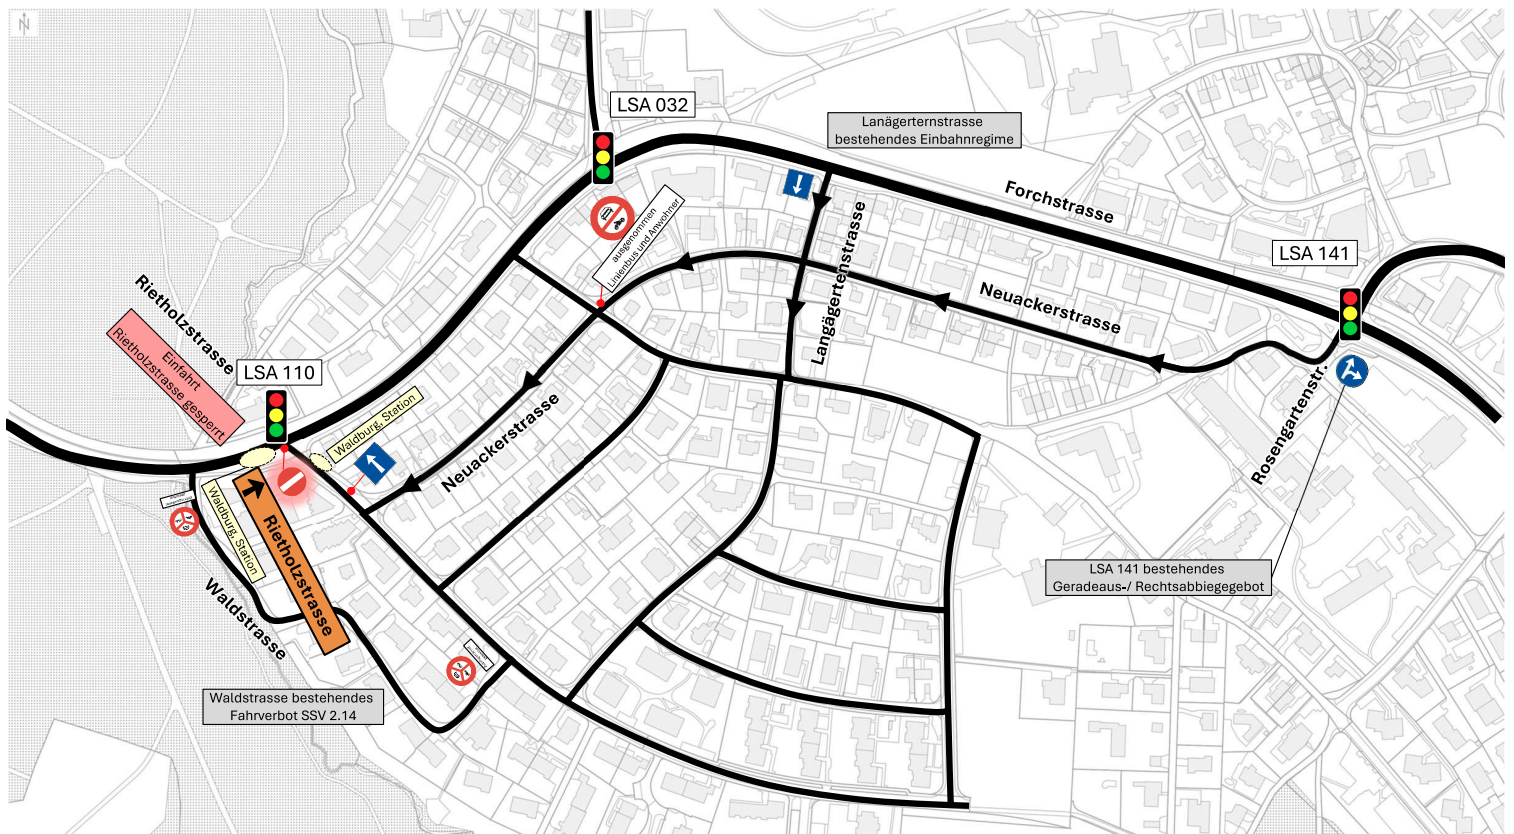 N
LSA 032
Lanägerternstrasse
bestehendes Einbahnregime
Forchstrasse
ausgenommen
Linienbus und Anwohner
Langägertenstrasse
LSA 141
Neuackerstrasse
Rietholzstrasse
Einfahrt
Rietholzstrasse gesperrt
LSA 110
Waldburg, Station
Neuackerstrasse
Rosengartenstr.
Waldburg, Station
Rietholzstrasse
LSA 141 bestehendes
Geradeaus-/ Rechtsabbiegegebot
Waldstrasse
Waldstrasse bestehendes
Fahrverbot SSV 2.14